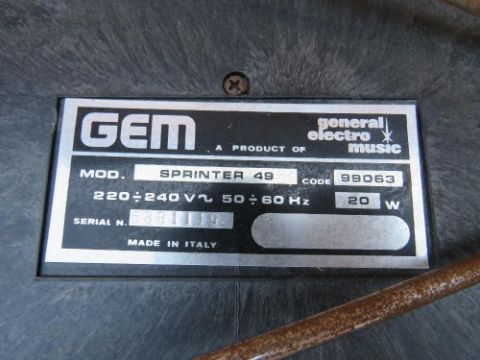 GEM
A PRODUCT OF
general
electro
music
MOD. SPRINTER 49 CODE 99063
220÷240 V∿ 50÷60 Hz 20 W
SERIAL N.
MADE IN ITALY